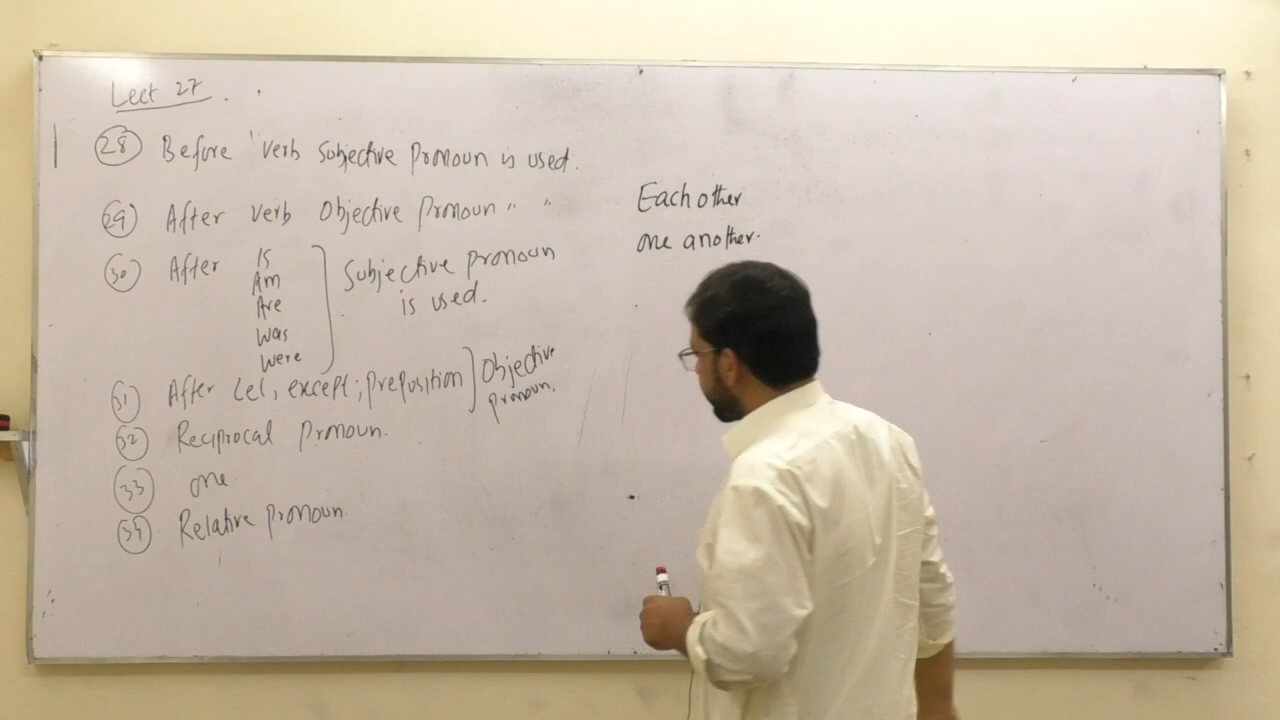 Lect 27
28 Before verb Subjective Pronoun is used.
29 After verb Objective Pronoun " "
30 After Is
Am
Are
Was
Were
Subjective pronoun
is used.
31 After Let, except, preposition Objective
pronoun.
32 Reciprocal Pronoun.
33 one
34 Relative pronoun.
Each other
one another.